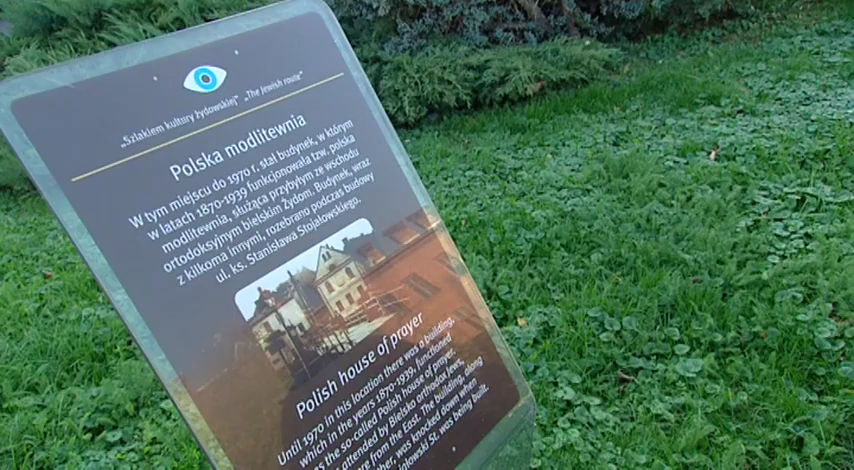 „Szlakiem kultury żydowskiej” „The Jewish route”
Polska modlitewnia
W tym miejscu do 1970 r. stał budynek, w którym
w latach 1870-1939 funkcjonowała tzw. polska
modlitewnia, służąca przybyłym ze wschodu
ortodoksyjnym bielskim Żydom. Budynek, wraz
z kilkoma innymi, rozebrano podczas budowy
ul. ks. Stanisława Stojałowskiego.
Polish house of prayer
Until 1970 in this location there was a building,
which in the years 1870-1939, functioned
as the so-called Polish house of prayer.
attended by Bielsko orthodox Jews,
from the East. The building, along
was knocked down when
St. was being built.